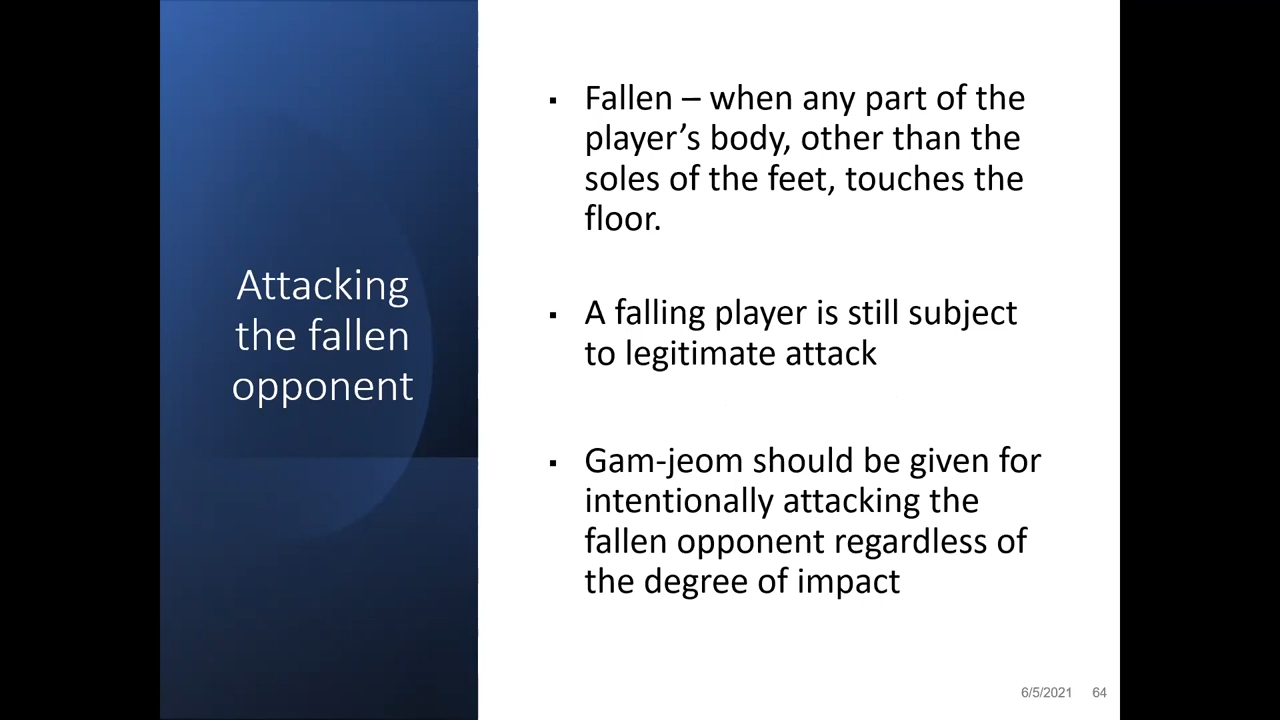 Attacking
the fallen
opponent
▪ Fallen – when any part of the
player’s body, other than the
soles of the feet, touches the
floor.
▪ A falling player is still subject
to legitimate attack
▪ Gam-jeom should be given for
intentionally attacking the
fallen opponent regardless of
the degree of impact
6/5/2021 64